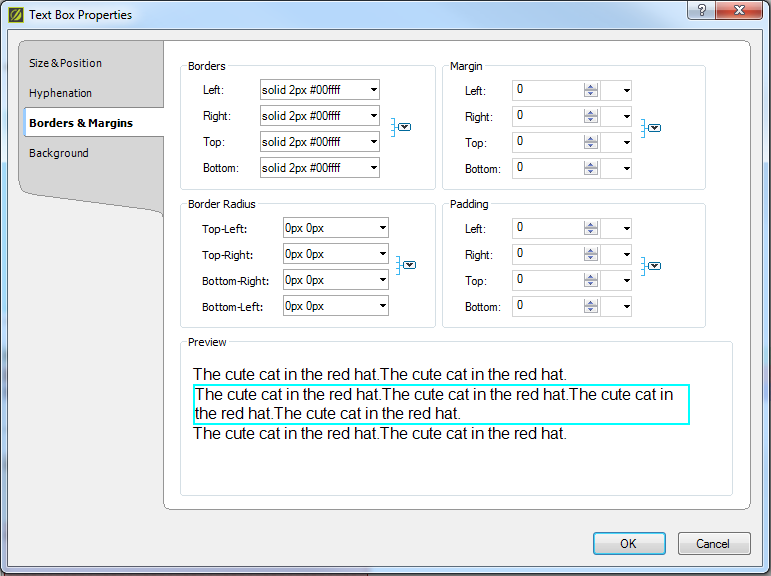 Text Box Properties
?
Size & Position
Hyphenation
Borders & Margins
Background
Borders
Left: solid 2px #00ffff
Right: solid 2px #00ffff
Top: solid 2px #00ffff
Bottom: solid 2px #00ffff
Margin
Left: 0
Right: 0
Top: 0
Bottom: 0
Border Radius
Top-Left: 0px 0px
Top-Right: 0px 0px
Bottom-Right: 0px 0px
Bottom-Left: 0px 0px
Padding
Left: 0
Right: 0
Top: 0
Bottom: 0
Preview
The cute cat in the red hat.The cute cat in the red hat.
The cute cat in the red hat.The cute cat in the red hat.The cute cat in
the red hat.The cute cat in the red hat.
The cute cat in the red hat.The cute cat in the red hat.
OK
Cancel